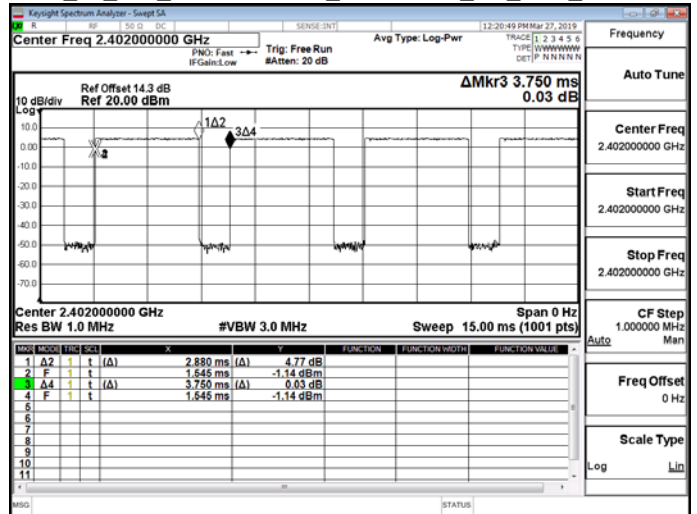 Keysight Spectrum Analyzer - Swept SA
R RF 50 Ω DC SENSE:INT 12:20:49 PM Mar 27, 2019
Center Freq 2.402000000 GHz
PNO: Fast
IFGain:Low
Trig: Free Run
#Atten: 20 dB
Avg Type: Log-Pwr
TRACE 1 2 3 4 5 6
TYPE WWWWWW
DET P NNNNN
Ref Offset 14.3 dB
Ref 20.00 dBm
10 dB/div
Log
ΔMkr3 3.750 ms
0.03 dB
10.0
0.00
-10.0
-20.0
-30.0
-40.0
-50.0
-60.0
-70.0
1Δ2
3Δ4
Center 2.402000000 GHz Span 0 Hz
Res BW 1.0 MHz #VBW 3.0 MHz Sweep 15.00 ms (1001 pts)
MKR MODE TRC SCL X Y FUNCTION FUNCTION WIDTH FUNCTION VALUE
1 Δ2 1 t (Δ) 2.880 ms (Δ) 4.77 dB
2 F 1 t 1.545 ms -1.14 dBm
3 Δ4 1 t (Δ) 3.750 ms (Δ) 0.03 dB
4 F 1 t 1.545 ms -1.14 dBm
5
6
7
8
9
10
11
MSG STATUS
Frequency
Auto Tune
Center Freq
2.402000000 GHz
Start Freq
2.402000000 GHz
Stop Freq
2.402000000 GHz
CF Step
1.000000 MHz
Auto Man
Freq Offset
0 Hz
Scale Type
Log Lin